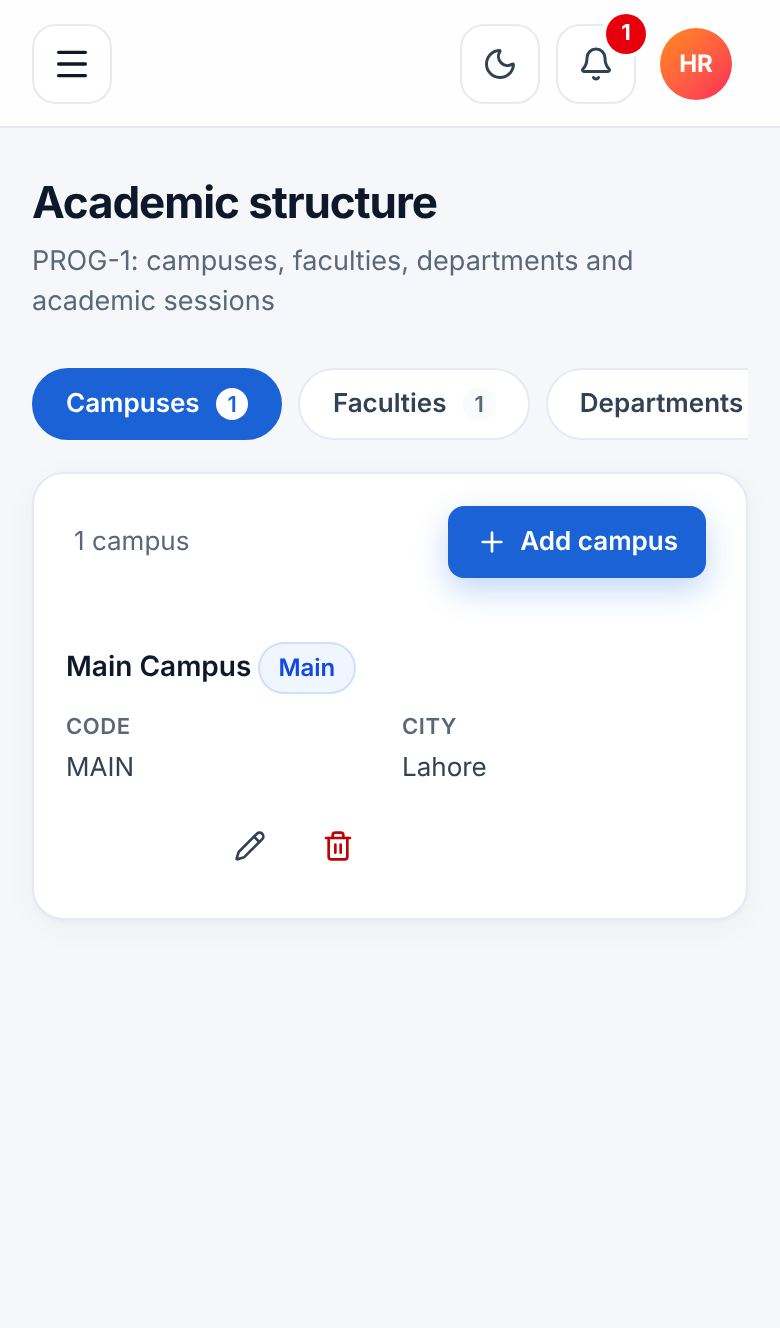 1
HR
Academic structure
PROG-1: campuses, faculties, departments and
academic sessions
Campuses 1
Faculties 1
Departments
1 campus
Add campus
Main Campus Main
CODE
CITY
MAIN
Lahore